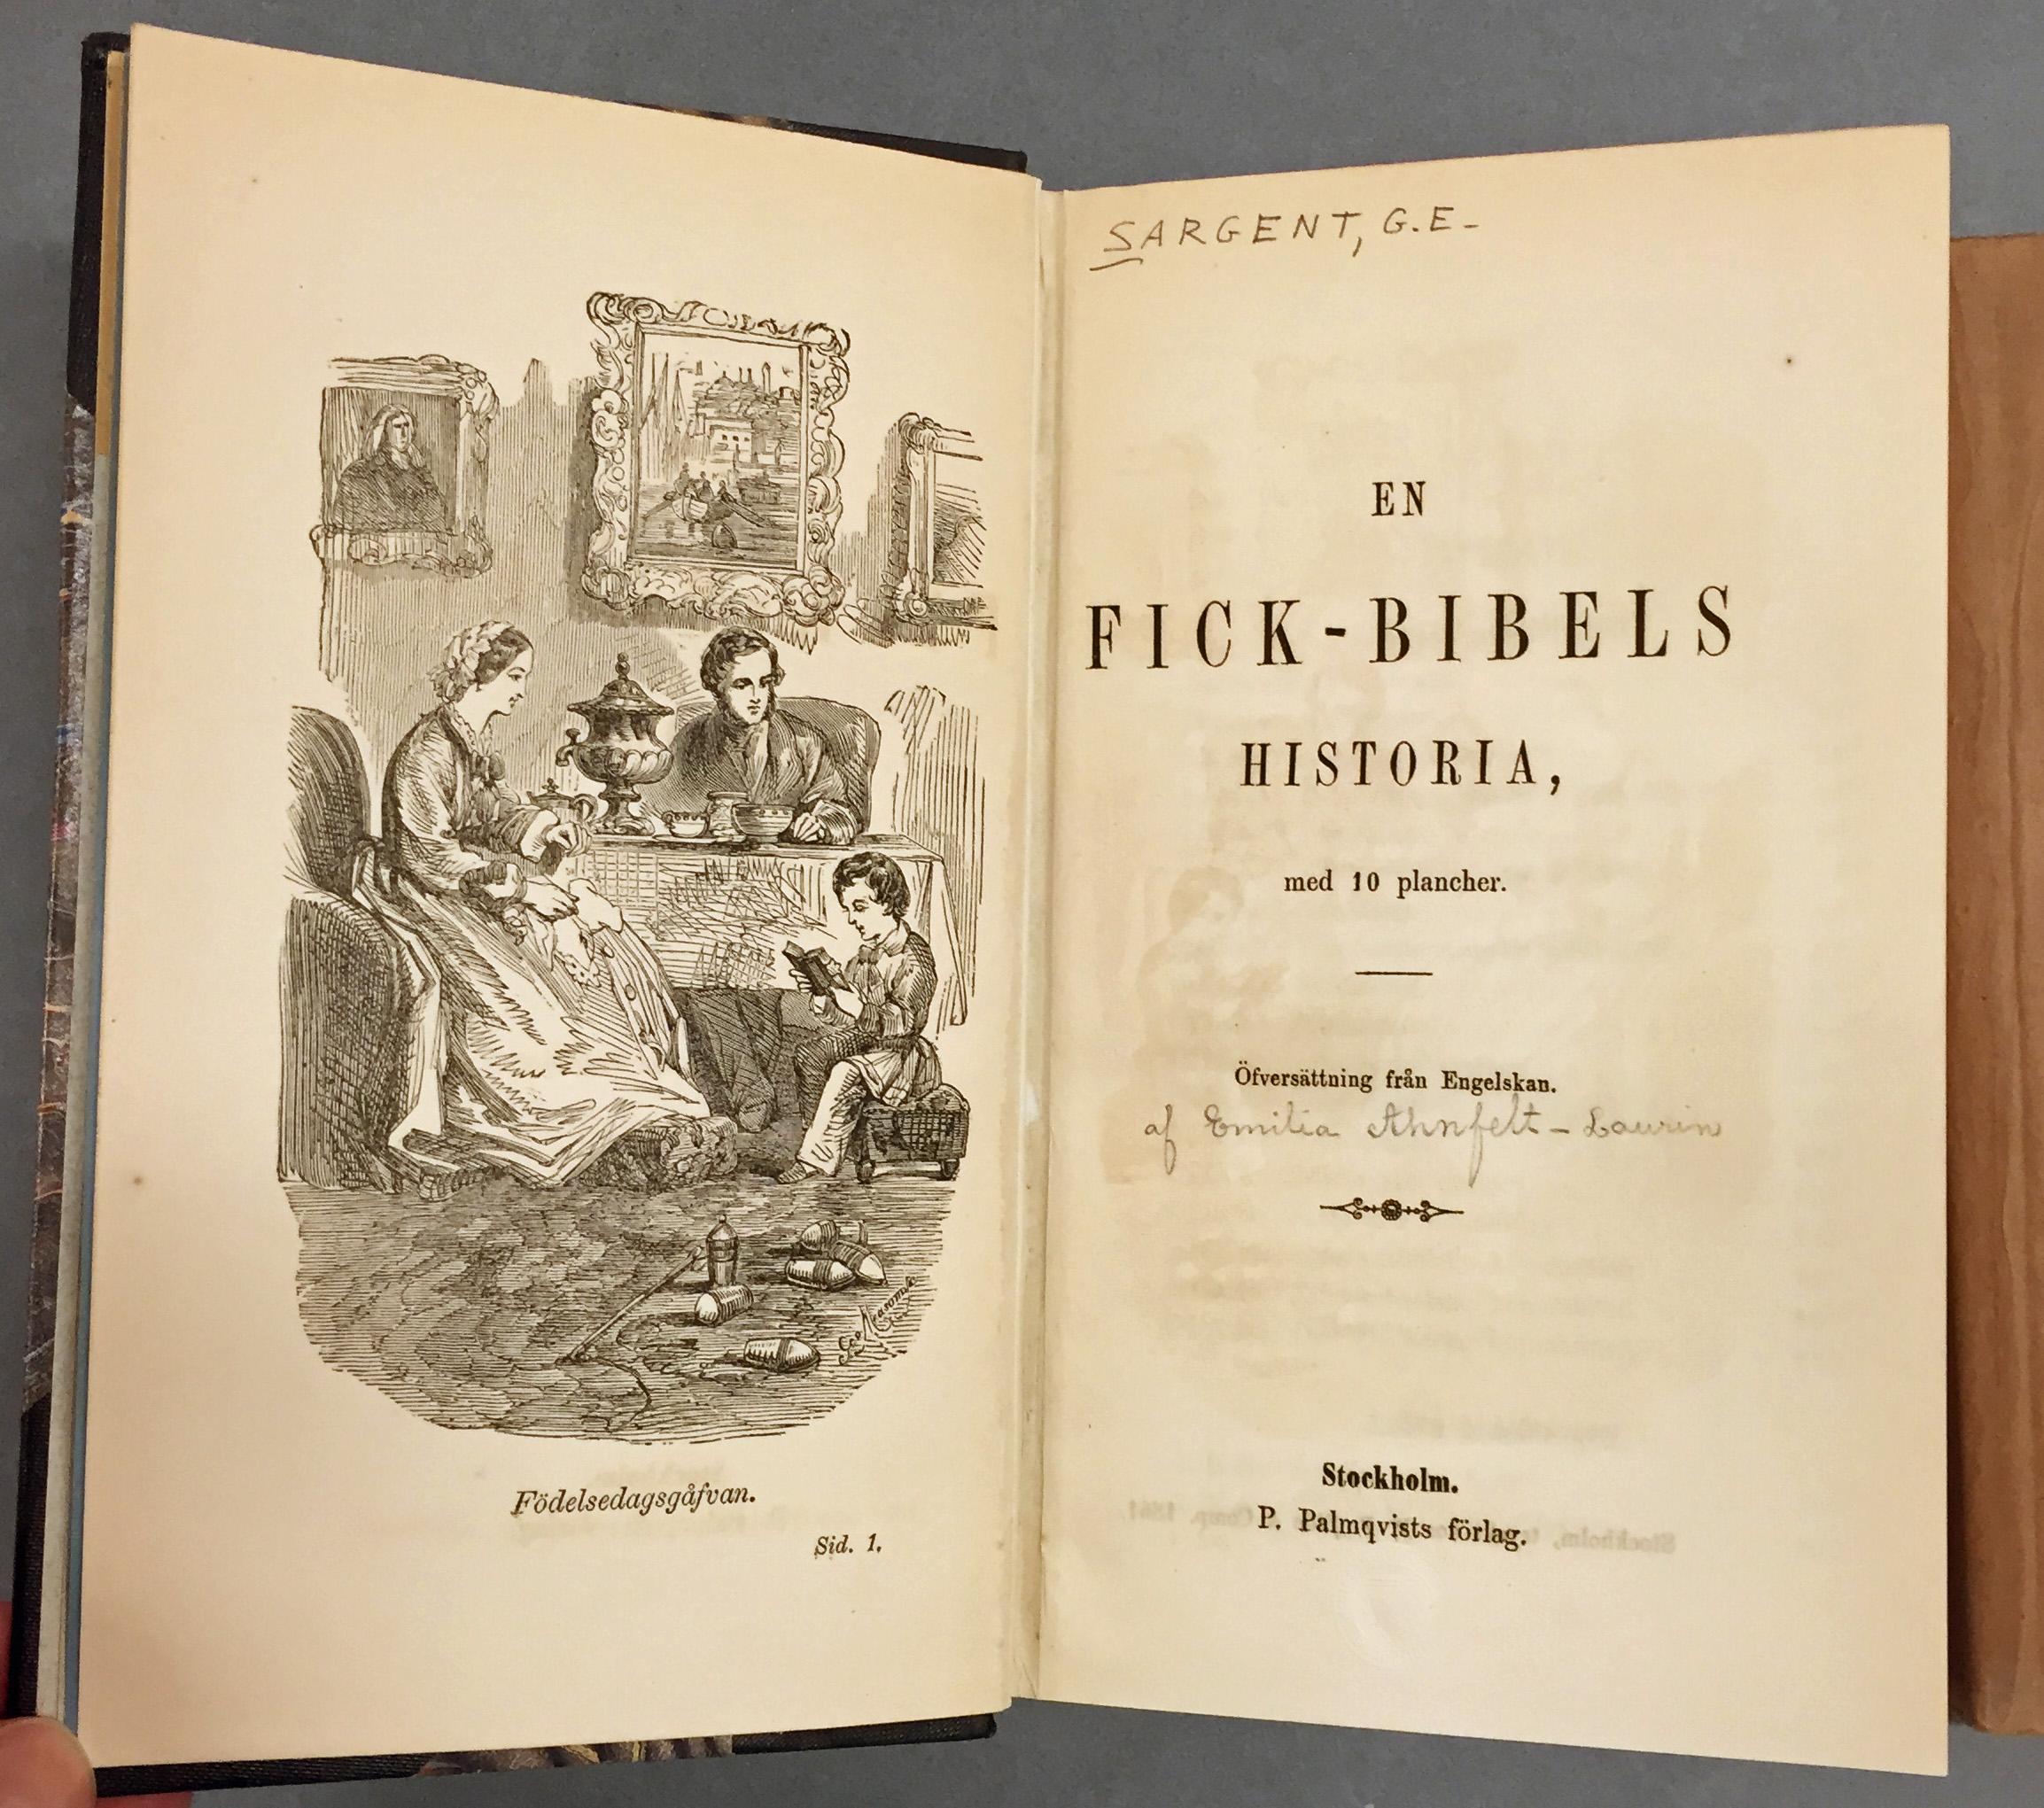 Födelsedagsgåfvan.
Sid. 1.
SARGENT, G.E-
EN
FICK-BIBELS
HISTORIA,
med 10 plancher.
Öfversättning från Engelskan.
af Emilia Ahnfelt-Laurin
Stockholm.
P. Palmqvists förlag.